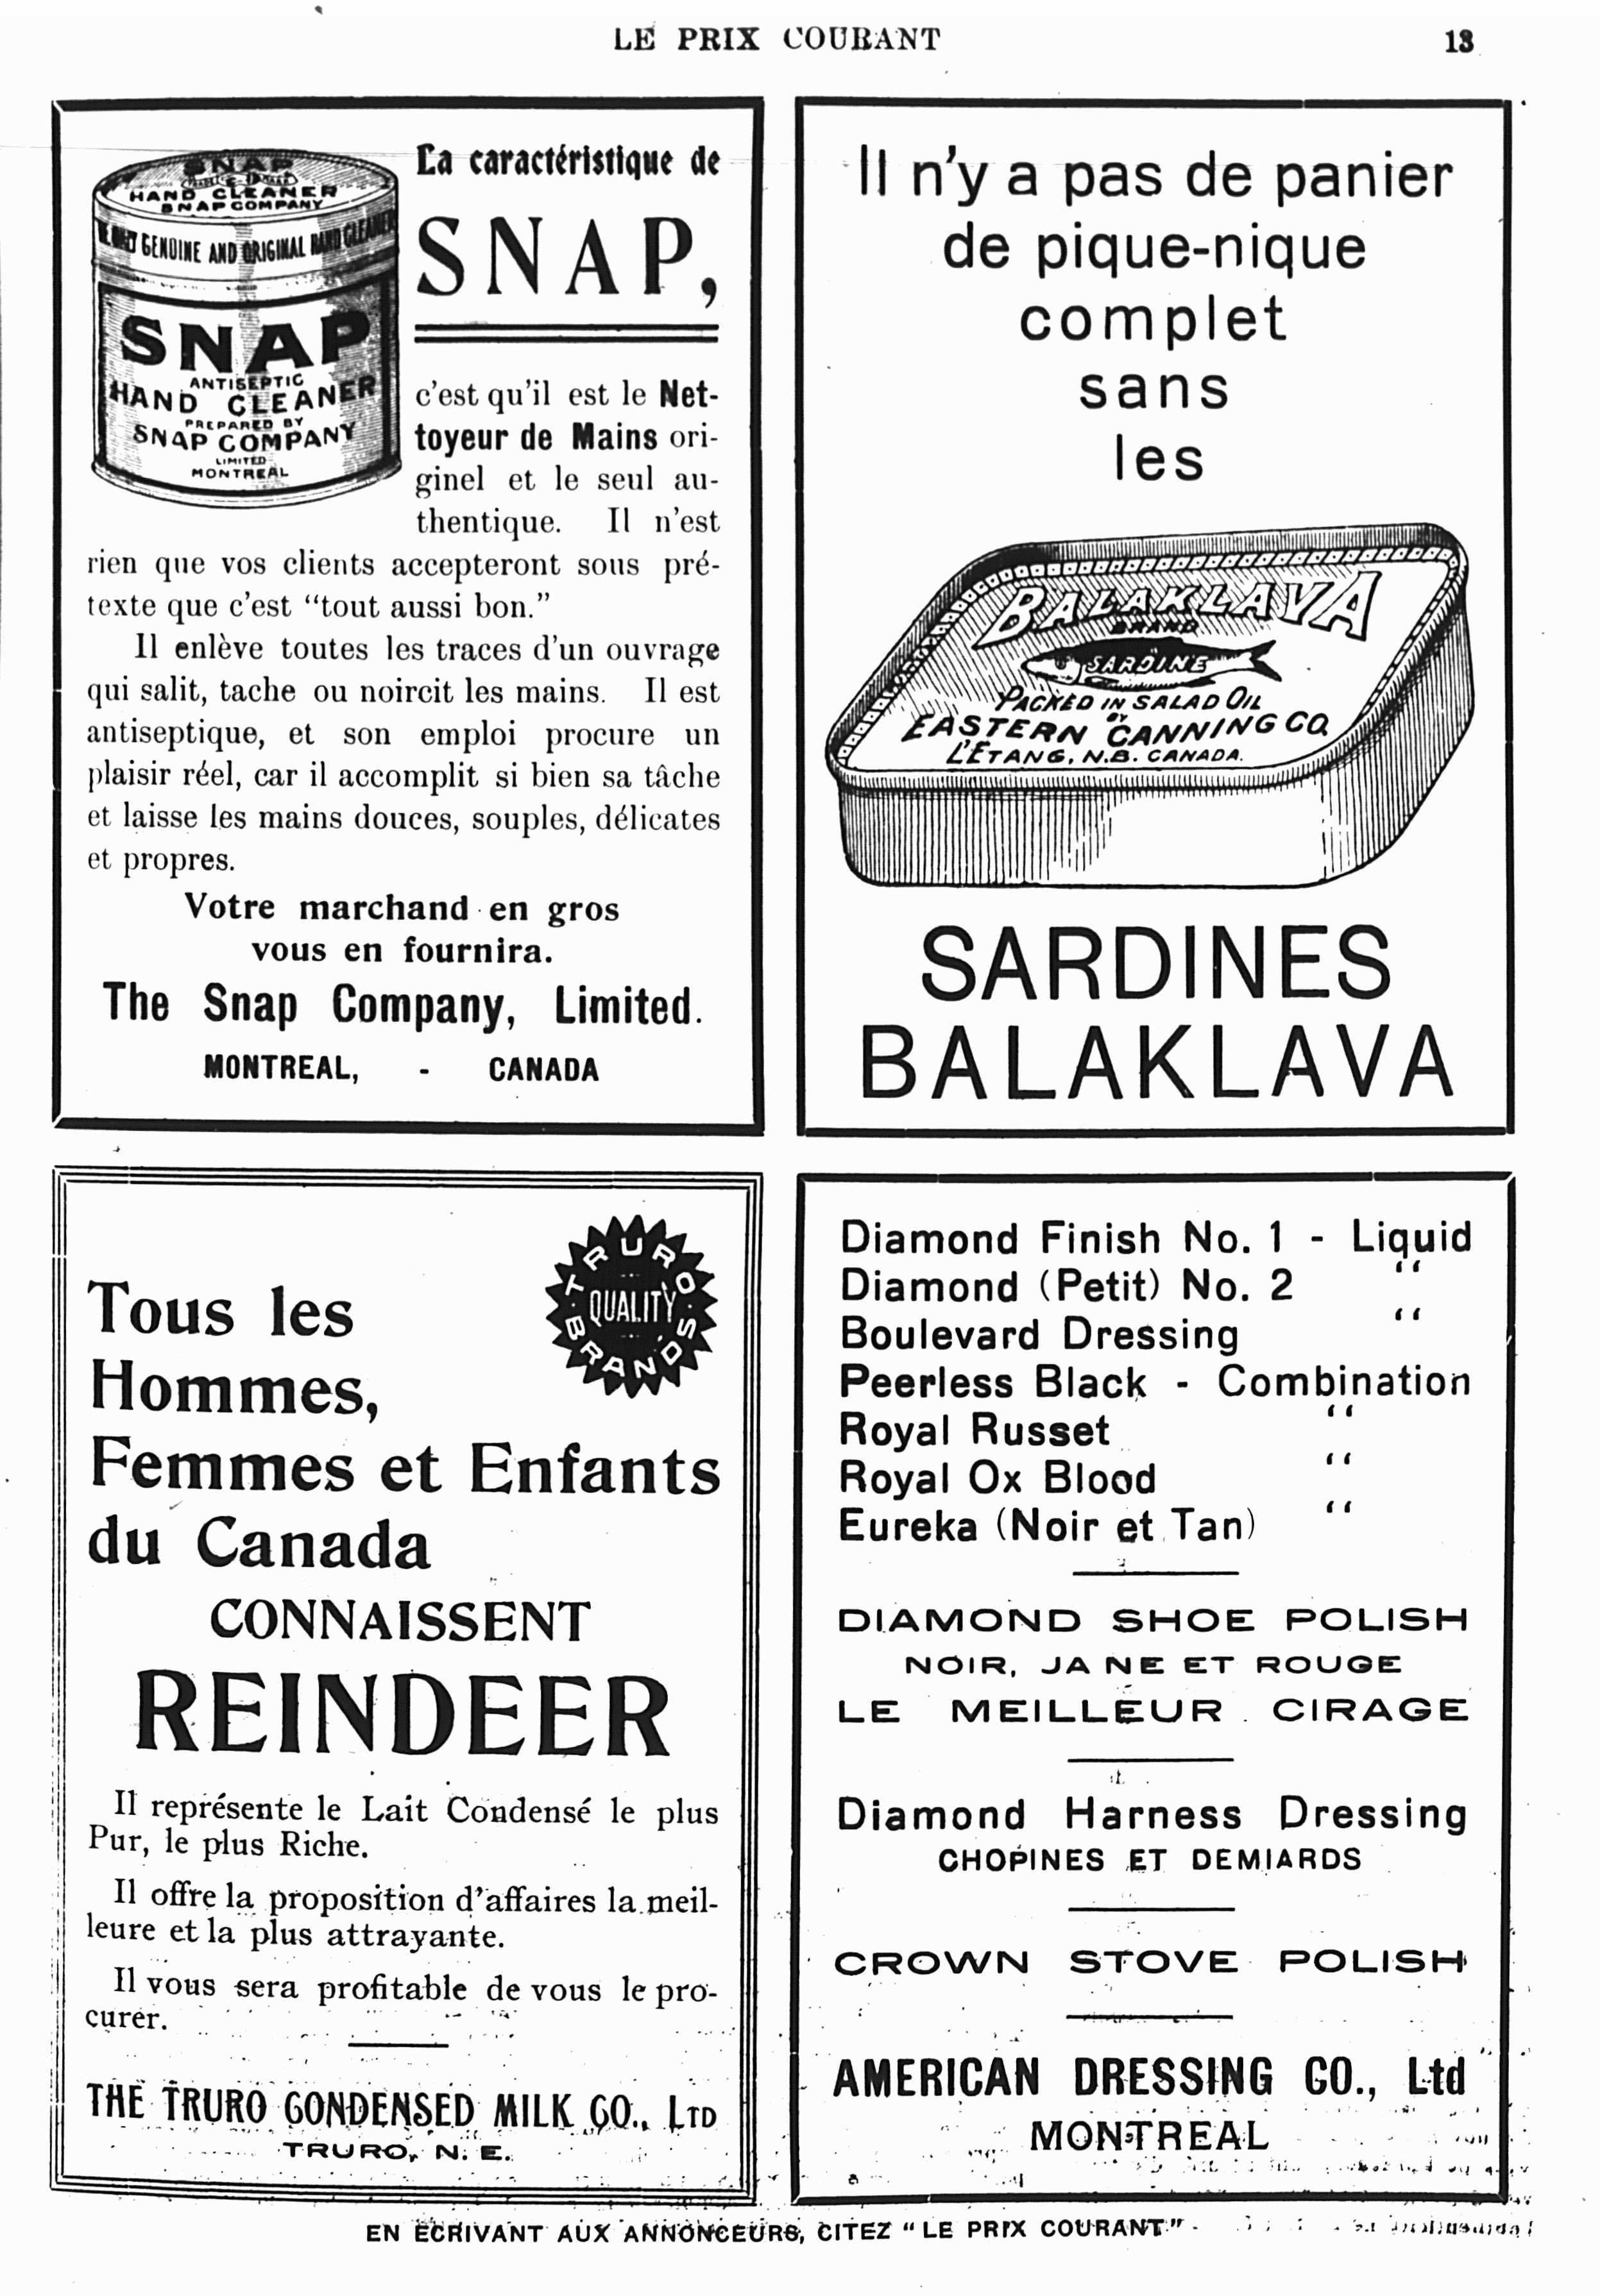 LE PRIX COURANT 13
SNAP
HAND CLEANER
SNAP COMPANY
GENUINE AND ORIGINAL HAND CLEANER
SNAP
ANTISEPTIC
HAND CLEANER
PREPARED BY
SNAP COMPANY
LIMITED
MONTREAL
La caractéristique de
SNAP,
c'est qu'il est le Net-
toyeur de Mains ori-
ginel et le seul au-
thentique. Il n'est
rien que vos clients accepteront sous pré-
texte que c'est “tout aussi bon.”
Il enlève toutes les traces d'un ouvrage
qui salit, tache ou noircit les mains. Il est
antiseptique, et son emploi procure un
plaisir réel, car il accomplit si bien sa tâche
et laisse les mains douces, souples, délicates
et propres.
Votre marchand en gros
vous en fournira.
The Snap Company, Limited.
MONTREAL, - CANADA
Il n'y a pas de panier
de pique-nique
complet
sans
les
BALAKLAVA
BRAND
SARDINE
PACKED IN SALAD OIL
BY
EASTERN CANNING CO.
L'ETANG, N.B. CANADA.
SARDINES
BALAKLAVA
TRURO
QUALITY
BRANDS
Tous les
Hommes,
Femmes et Enfants
du Canada
CONNAISSENT
REINDEER
Il représente le Lait Condensé le plus
Pur, le plus Riche.
Il offre la proposition d'affaires la meil-
leure et la plus attrayante.
Il vous sera profitable de vous le pro-
curer.
THE TRURO CONDENSED MILK CO., LTD
TRURO, N. E.
Diamond Finish No. 1 - Liquid
Diamond (Petit) No. 2 “
Boulevard Dressing “
Peerless Black - Combination
Royal Russet “
Royal Ox Blood “
Eureka (Noir et Tan) “
DIAMOND SHOE POLISH
NOIR, JA NE ET ROUGE
LE MEILLEUR CIRAGE
Diamond Harness Dressing
CHOPINES ET DEMIARDS
CROWN STOVE POLISH
AMERICAN DRESSING CO., Ltd
MONTREAL
EN ECRIVANT AUX ANNONCEURS, CITEZ “LE PRIX COURANT”